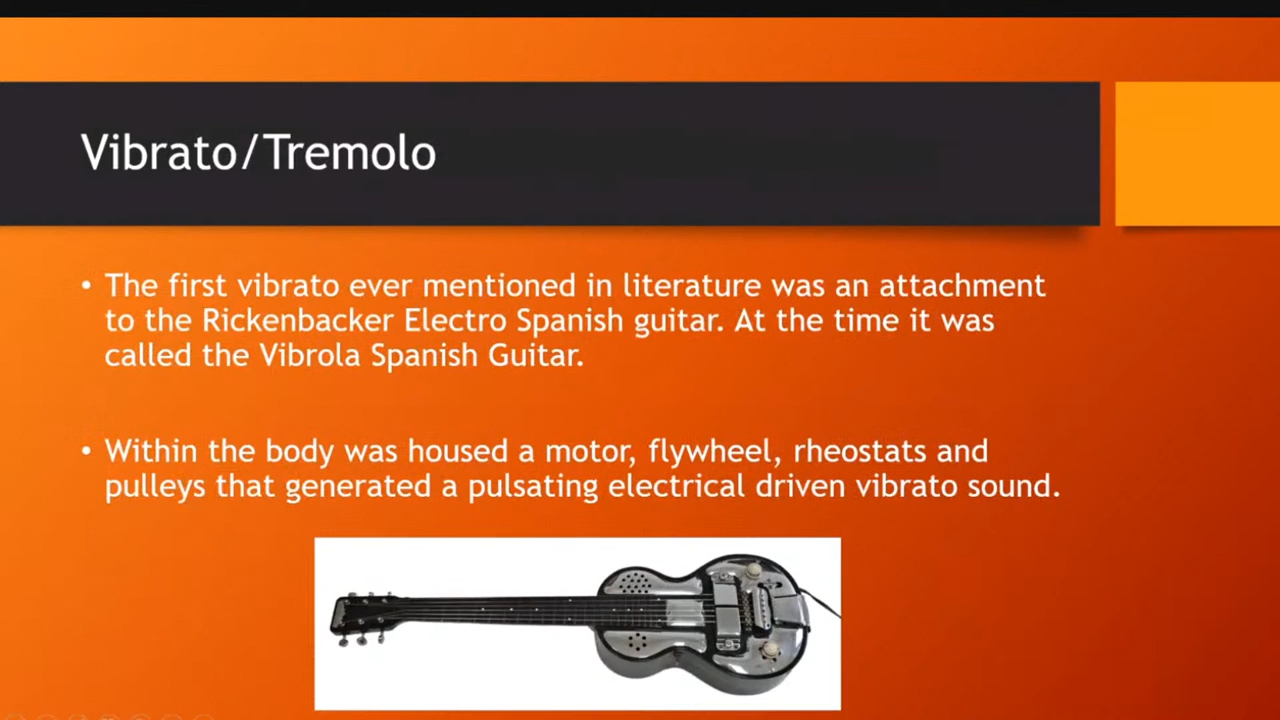 Vibrato/Tremolo
• The first vibrato ever mentioned in literature was an attachment
to the Rickenbacker Electro Spanish guitar. At the time it was
called the Vibrola Spanish Guitar.
• Within the body was housed a motor, flywheel, rheostats and
pulleys that generated a pulsating electrical driven vibrato sound.